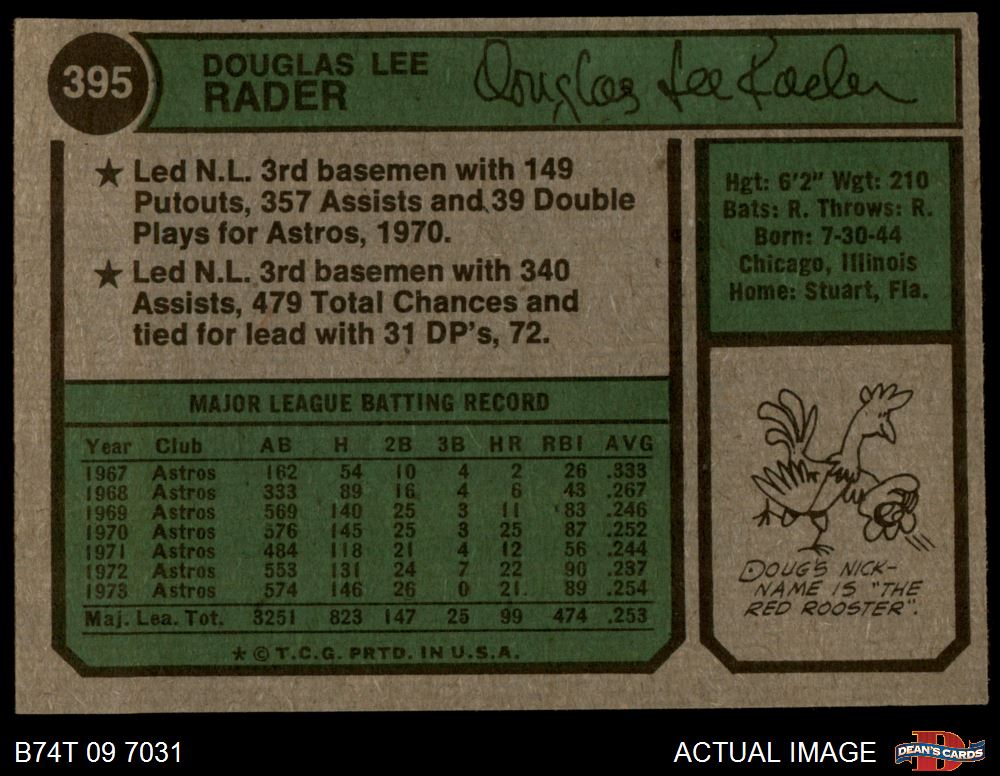 395
DOUGLAS LEE
RADER
Douglas Lee Rader
★ Led N.L. 3rd basemen with 149
Putouts, 357 Assists and 39 Double
Plays for Astros, 1970.
★ Led N.L. 3rd basemen with 340
Assists, 479 Total Chances and
tied for lead with 31 DP's, 72.
Hgt: 6'2" Wgt: 210
Bats: R. Throws: R.
Born: 7-30-44
Chicago, Illinois
Home: Stuart, Fla.
MAJOR LEAGUE BATTING RECORD
Year Club AB H 2B 3B HR RBI AVG
1967 Astros 162 54 10 4 2 26 .333
1968 Astros 333 89 16 4 6 43 .267
1969 Astros 569 140 25 3 11 83 .246
1970 Astros 576 145 25 3 25 87 .252
1971 Astros 484 118 21 4 12 56 .244
1972 Astros 553 131 24 7 22 90 .237
1973 Astros 574 146 26 0 21 89 .254
Maj. Lea. Tot. 3251 823 147 25 99 474 .253
★ © T.C.G. PRTD. IN U.S.A.
DOUG'S NICK-
NAME IS "THE
RED ROOSTER".
B74T 09 7031
ACTUAL IMAGE
DEAN'S CARDS